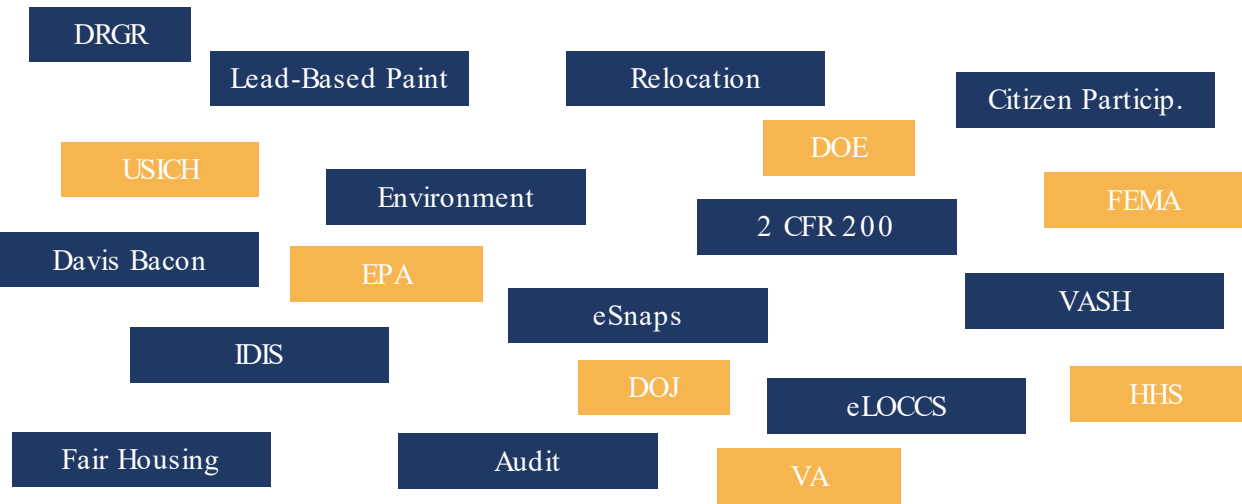 DRGR
Lead-Based Paint
Relocation
Citizen Particip.
USICH
DOE
Environment
FEMA
2 CFR 200
Davis Bacon
EPA
eSnaps
VASH
IDIS
DOJ
eLOCCS
HHS
Fair Housing
Audit
VA